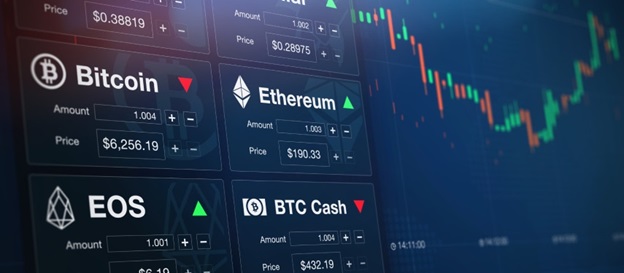 Price $0.38819 + -
Amount 1.002 + -
Price $0.28975 + -
Bitcoin
Amount 1.004 + -
Price $6,256.19 + -
Ethereum
Amount 1.003 + -
Price $190.33 + -
EOS
Amount 1.001 + -
BTC Cash
Amount 1.004 + -
Price $432.19 + -
14:11:00